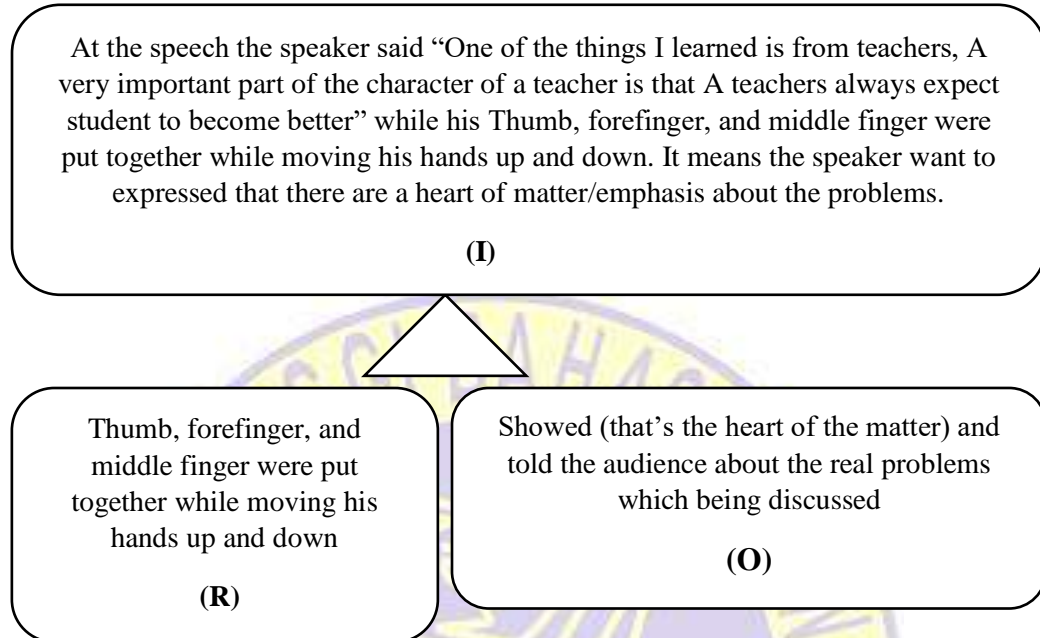 At the speech the speaker said “One of the things I learned is from teachers, A
very important part of the character of a teacher is that A teachers always expect
student to become better” while his Thumb, forefinger, and middle finger were
put together while moving his hands up and down. It means the speaker want to
expressed that there are a heart of matter/emphasis about the problems.
(I)
Thumb, forefinger, and
middle finger were put
together while moving his
hands up and down
(R)
Showed (that’s the heart of the matter) and
told the audience about the real problems
which being discussed
(O)